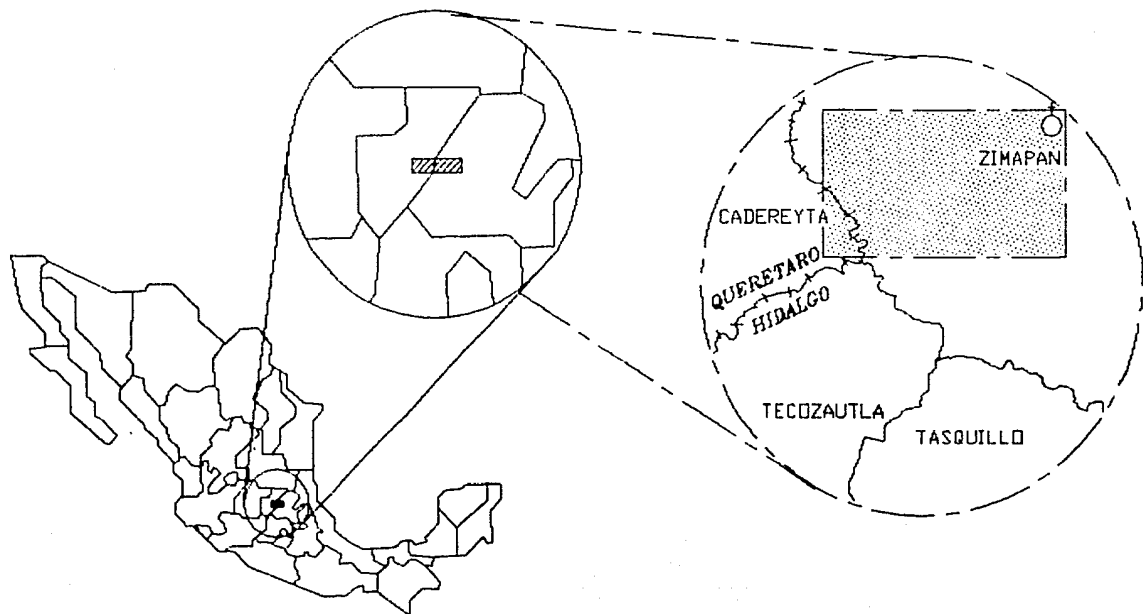 ZIMAPAN
CADEREYTA
QUERETARO
HIDALGO
TECOZAUTLA
TASQUILLO